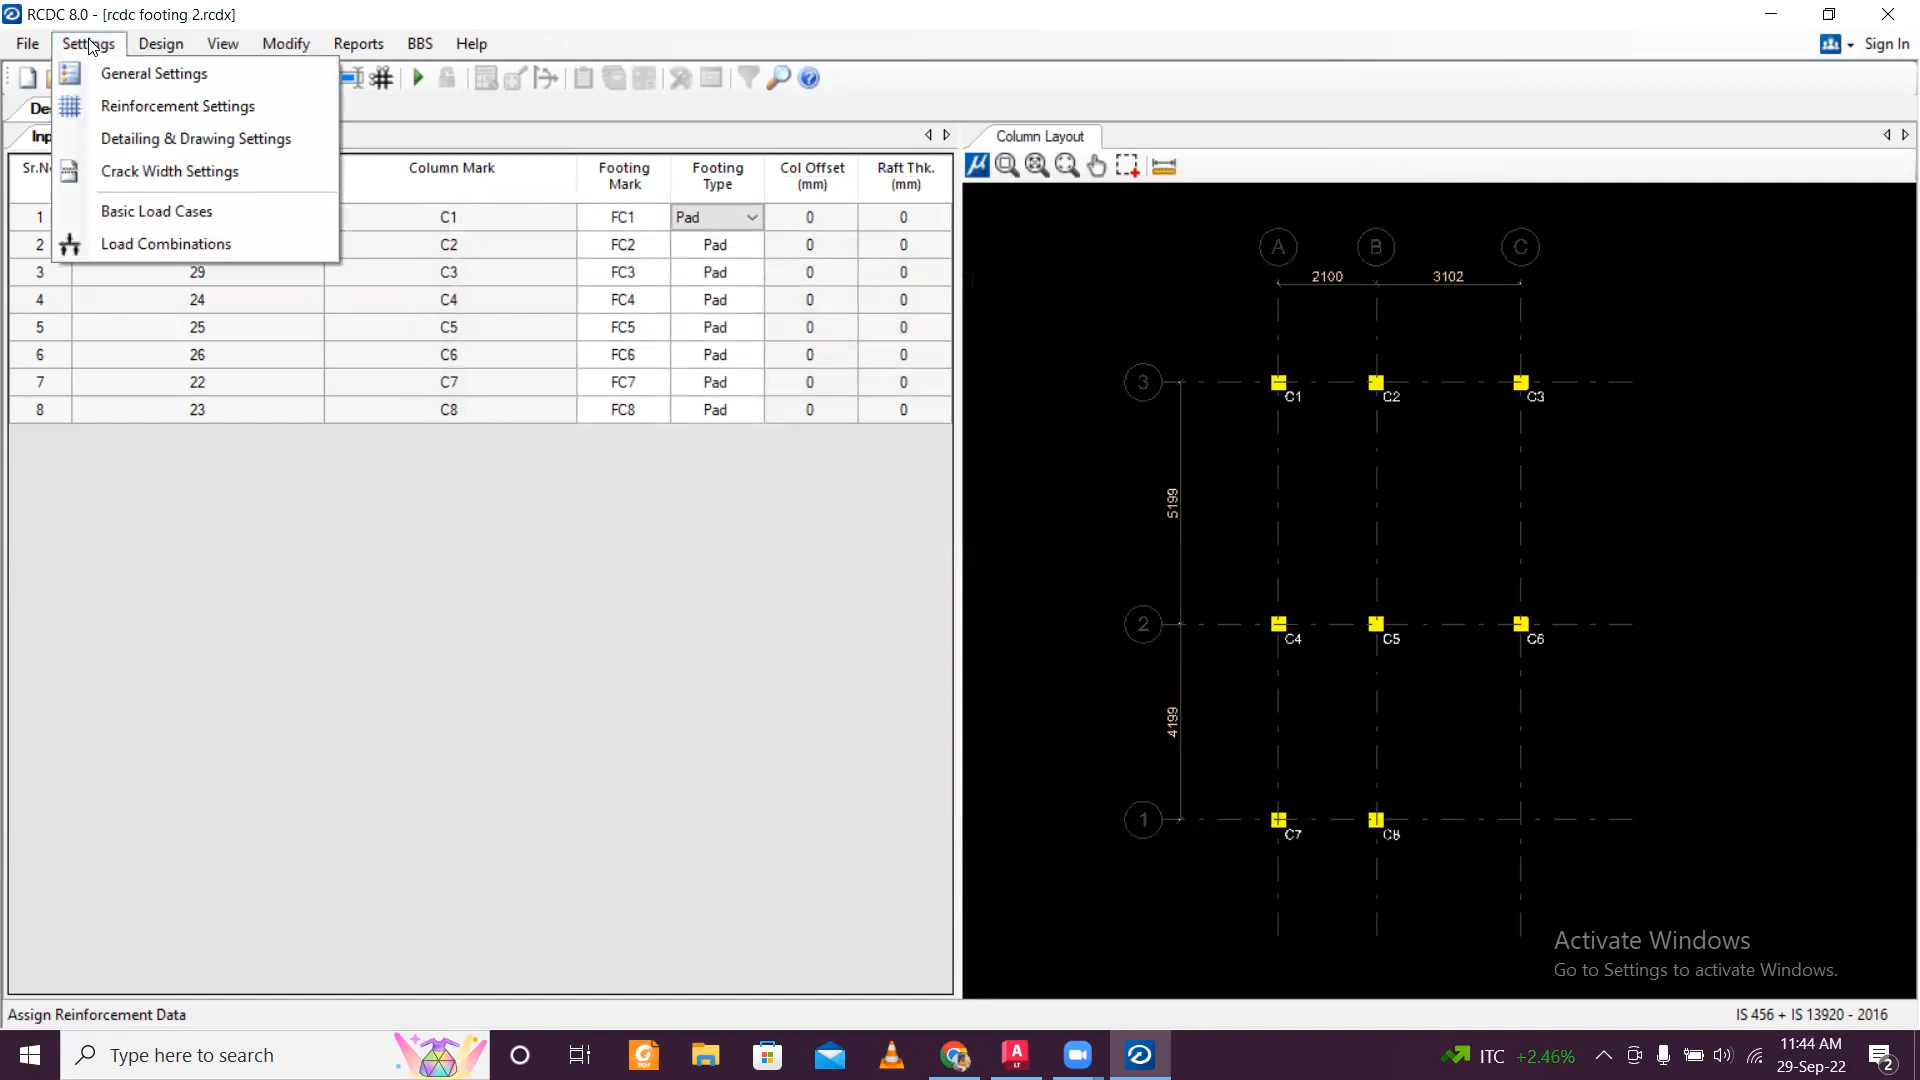 RCDC 8.0 - [rcdc footing 2.rcdx]
File Settings Design View Modify Reports BBS Help Sign In
General Settings
Reinforcement Settings
Detailing & Drawing Settings
Crack Width Settings
Basic Load Cases
Load Combinations
Column Layout
Column Mark Footing Mark Footing Type Col Offset (mm) Raft Thk. (mm)
1 C1 FC1 Pad 0 0
2 C2 FC2 Pad 0 0
3 29 C3 FC3 Pad 0 0
4 24 C4 FC4 Pad 0 0
5 25 C5 FC5 Pad 0 0
6 26 C6 FC6 Pad 0 0
7 22 C7 FC7 Pad 0 0
8 23 C8 FC8 Pad 0 0
A B C
2100 3102
3
C1 C2 C3
5199
2
C4 C5 C6
4199
1
C7 C8
Activate Windows
Go to Settings to activate Windows.
Assign Reinforcement Data
IS 456 + IS 13920 - 2016
Type here to search
ITC +2.46%
11:44 AM
29-Sep-22
2